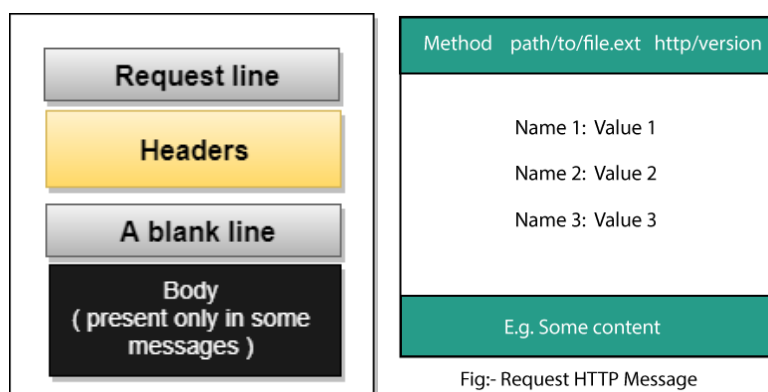 Request line
Headers
A blank line
Body
( present only in some
messages )
Method path/to/file.ext http/version
Name 1: Value 1
Name 2: Value 2
Name 3: Value 3
E.g. Some content
Fig:- Request HTTP Message